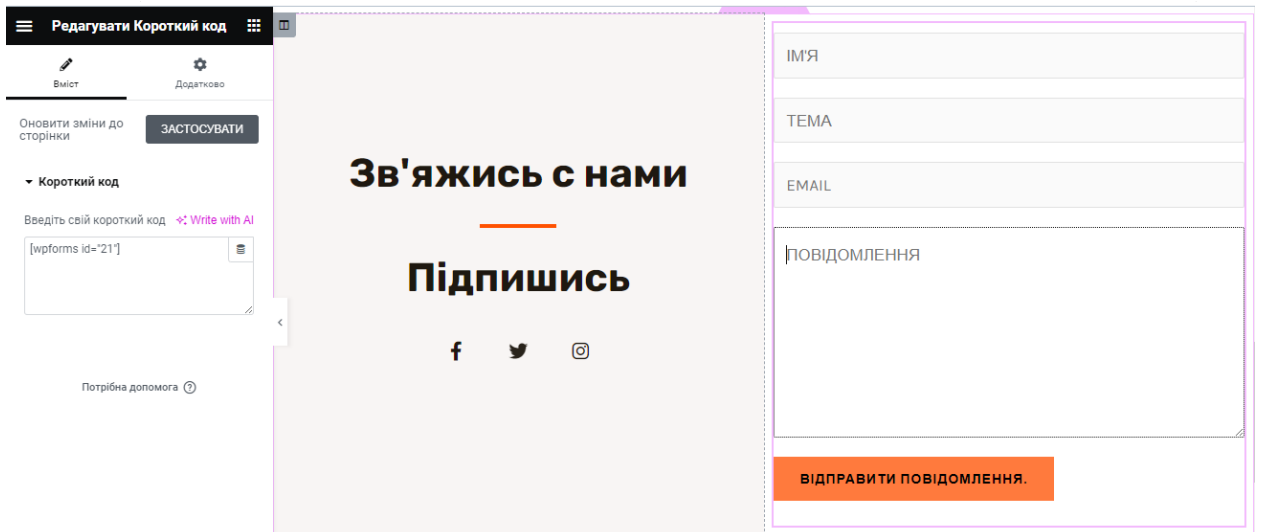 Редагувати Короткий код
Вміст
Додатково
Оновити зміни до
сторінки
ЗАСТОСУВАТИ
Короткий код
Введіть свій короткий код
Write with AI
[wpforms id="21"]
Потрібна допомога
Зв'яжись с нами
Підпишись
ІМ'Я
ТЕМА
EMAIL
ПОВІДОМЛЕННЯ
ВІДПРАВИТИ ПОВІДОМЛЕННЯ.